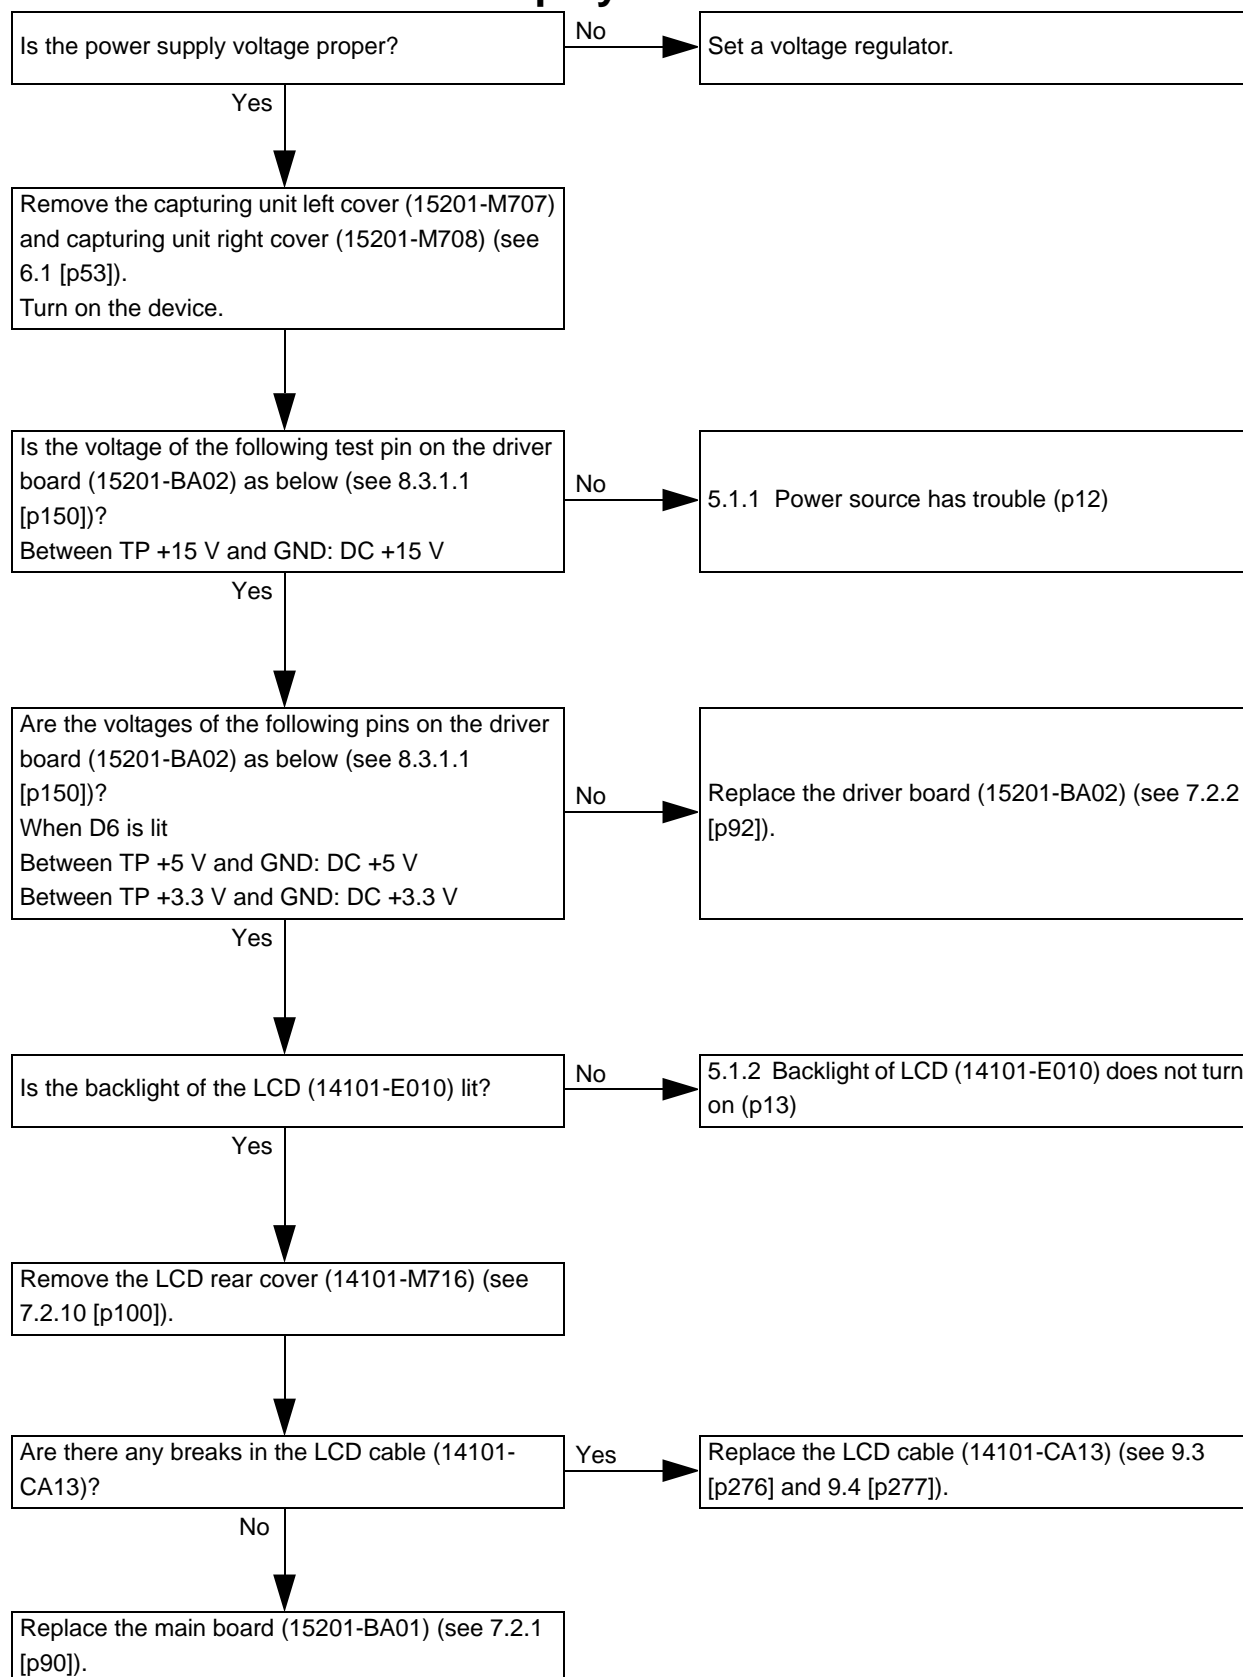 Is the power supply voltage proper?
No
Set a voltage regulator.
Yes
Remove the capturing unit left cover (15201-M707)
and capturing unit right cover (15201-M708) (see
6.1 [p53]).
Turn on the device.
Is the voltage of the following test pin on the driver
board (15201-BA02) as below (see 8.3.1.1
[p150])?
Between TP +15 V and GND: DC +15 V
No
5.1.1 Power source has trouble (p12)
Yes
Are the voltages of the following pins on the driver
board (15201-BA02) as below (see 8.3.1.1
[p150])?
When D6 is lit
Between TP +5 V and GND: DC +5 V
Between TP +3.3 V and GND: DC +3.3 V
No
Replace the driver board (15201-BA02) (see 7.2.2
[p92]).
Yes
Is the backlight of the LCD (14101-E010) lit?
No
5.1.2 Backlight of LCD (14101-E010) does not turn
on (p13)
Yes
Remove the LCD rear cover (14101-M716) (see
7.2.10 [p100]).
Are there any breaks in the LCD cable (14101-
CA13)?
Yes
Replace the LCD cable (14101-CA13) (see 9.3
[p276] and 9.4 [p277]).
No
Replace the main board (15201-BA01) (see 7.2.1
[p90]).